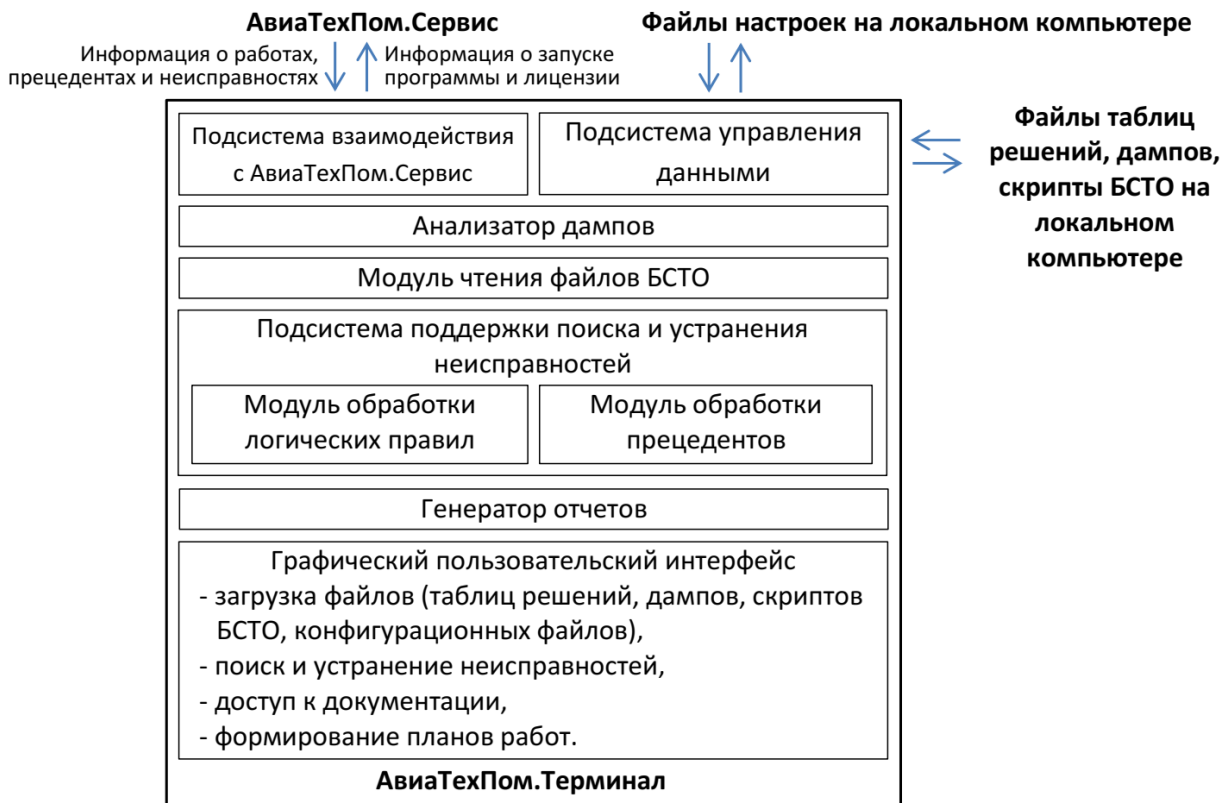 АвиаТехПом.Сервис
Файлы настроек на локальном компьютере
Информация о работах,
прецедентах и неисправностях
Информация о запуске
программы и лицензии
Подсистема взаимодействия
с АвиаТехПом.Сервис
Подсистема управления
данными
Файлы таблиц
решений, дампов,
скрипты БСТО на
локальном
компьютере
Анализатор дампов
Модуль чтения файлов БСТО
Подсистема поддержки поиска и устранения
неисправностей
Модуль обработки
логических правил
Модуль обработки
прецедентов
Генератор отчетов
Графический пользовательский интерфейс
- загрузка файлов (таблиц решений, дампов, скриптов
БСТО, конфигурационных файлов),
- поиск и устранение неисправностей,
- доступ к документации,
- формирование планов работ.
АвиаТехПом.Терминал